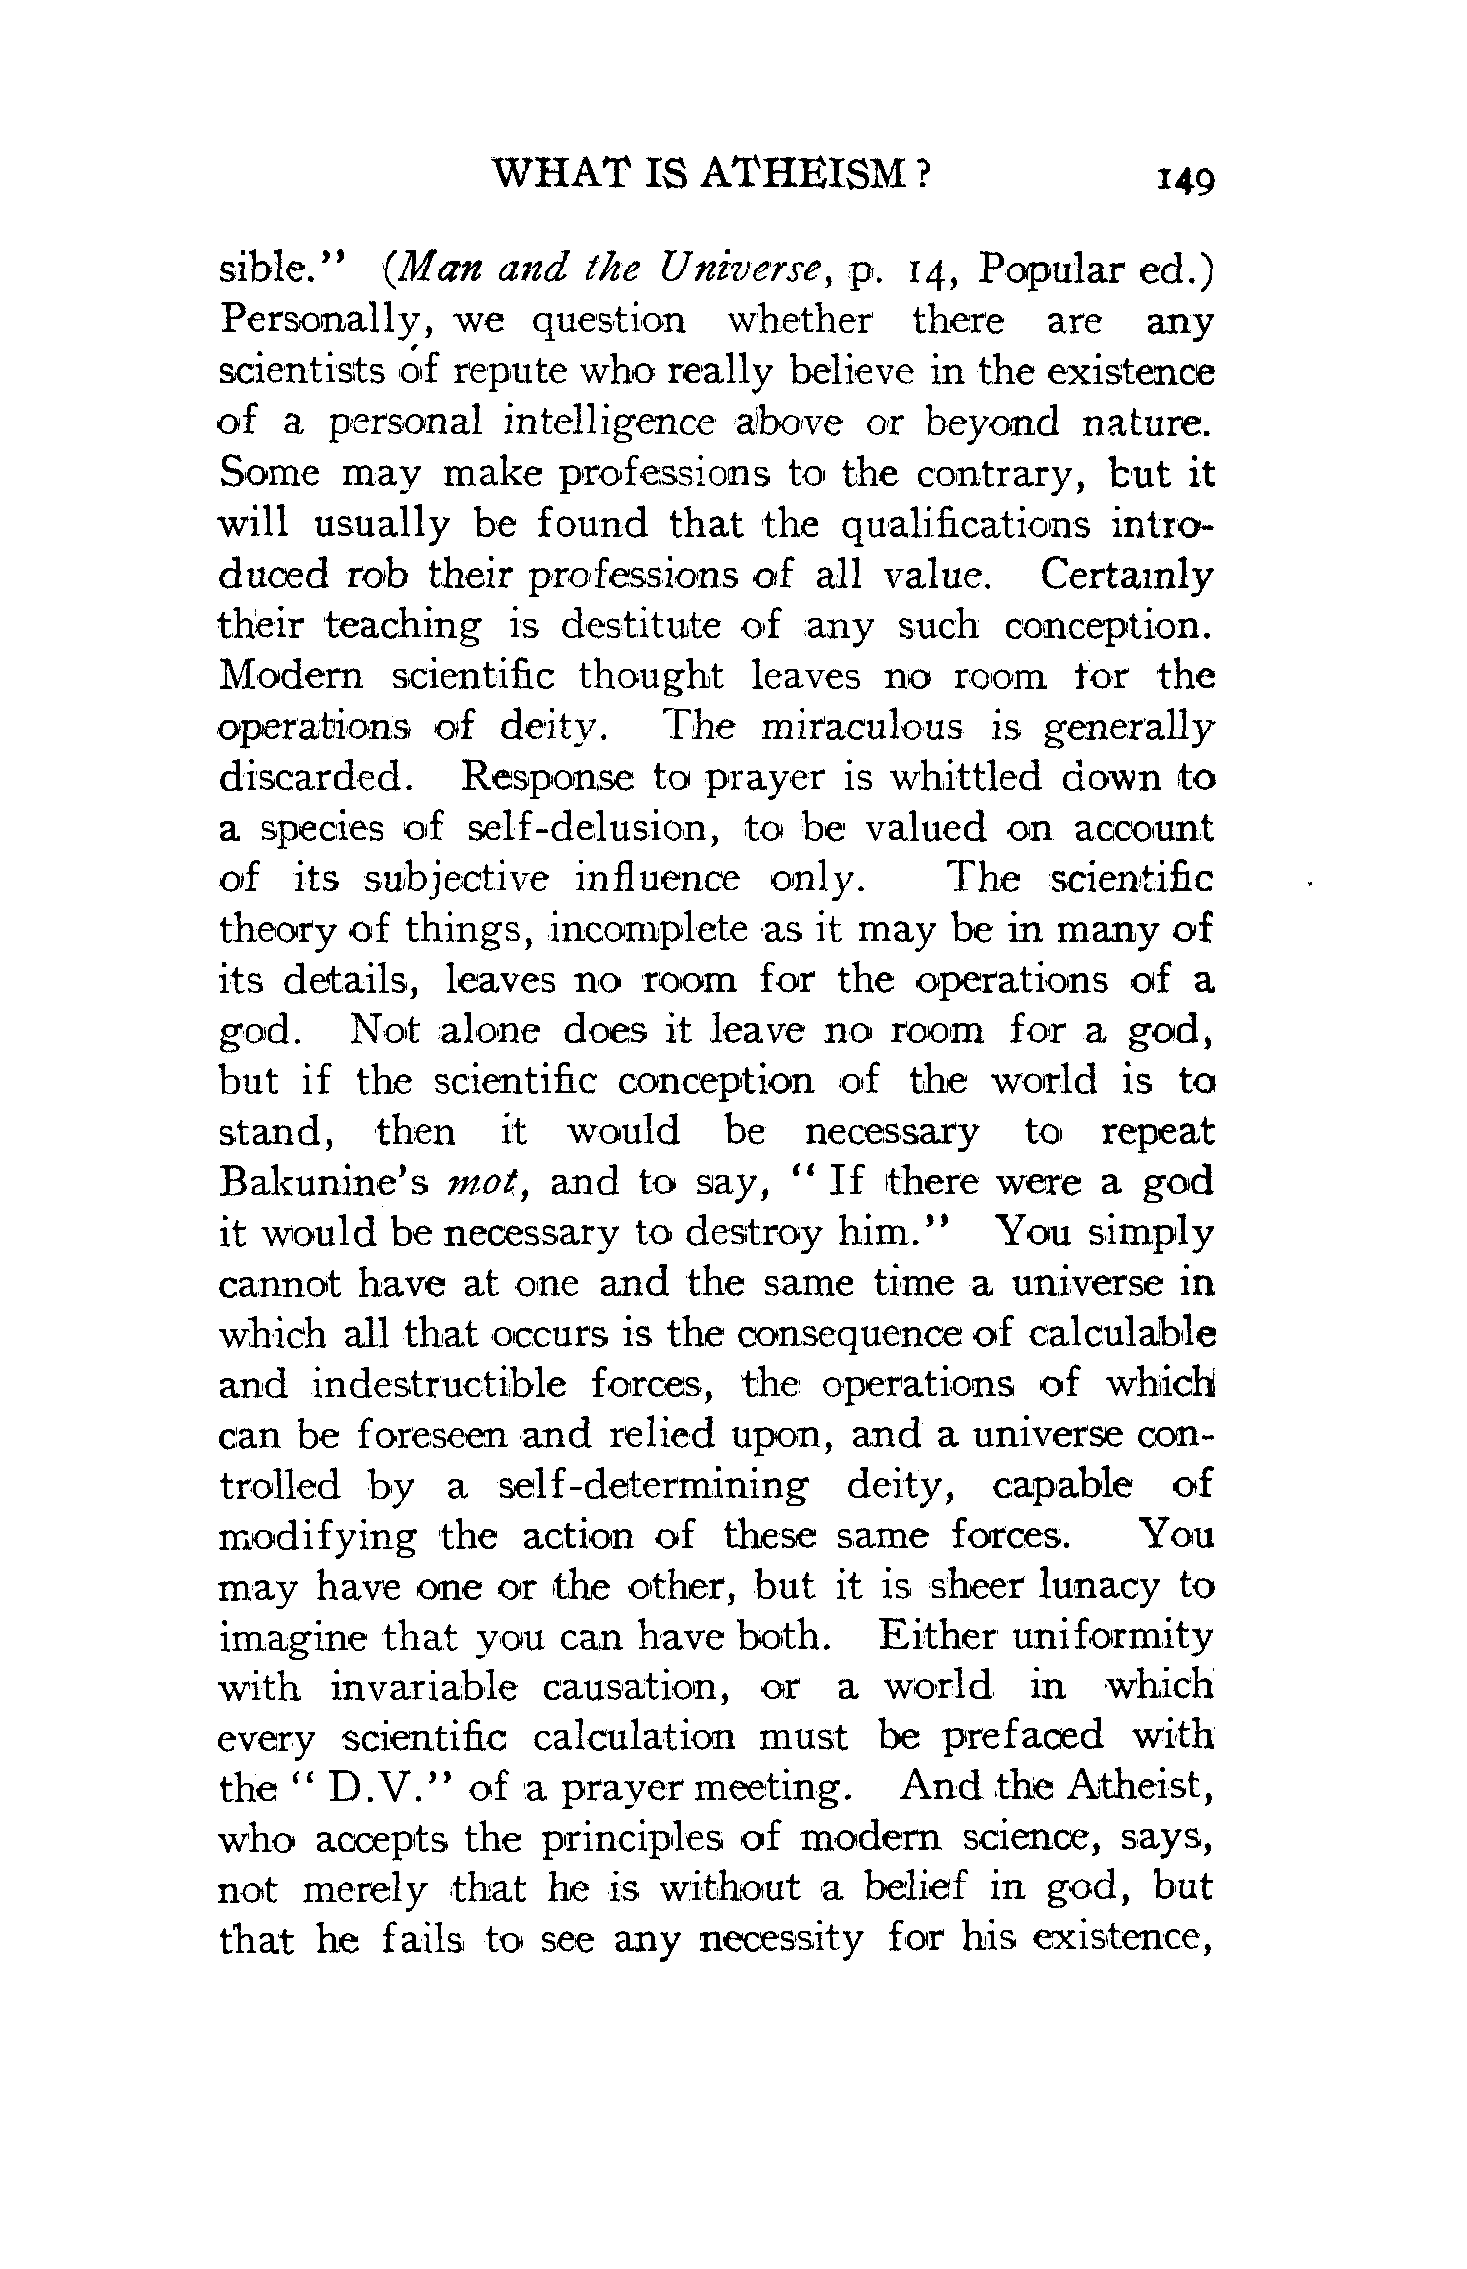 WHAT IS ATHEISM ? 149
sible.'' (Man and the Universe, p. 14, Popular ed.)
Personally, we question whether there are any
scientists of repute who really believe in the existence
of a personal intelligence above or beyond nature.
Some may make professions to the contrary, but it
will usually be found that the qualifications intro-
duced rob their professions of all value. Certainly
their teaching is destitute of any such conception.
Modern scientific thought leaves no room for the
operations of deity. The miraculous is generally
discarded. Response to prayer is whittled down to
a species of self-delusion, to be valued on account
of its subjective influence only. The scientific
theory of things, incomplete as it may be in many of
its details, leaves no room for the operations of a
god. Not alone does it leave no room for a god,
but if the scientific conception of the world is to
stand, then it would be necessary to repeat
Bakunine's mot, and to say, “ If there were a god
it would be necessary to destroy him.'' You simply
cannot have at one and the same time a universe in
which all that occurs is the consequence of calculable
and indestructible forces, the operations of which
can be foreseen and relied upon, and a universe con-
trolled by a self-determining deity, capable of
modifying the action of these same forces. You
may have one or the other, but it is sheer lunacy to
imagine that you can have both. Either uniformity
with invariable causation, or a world in which
every scientific calculation must be prefaced with
the “ D.V.'' of a prayer meeting. And the Atheist,
who accepts the principles of modern science, says,
not merely that he is without a belief in god, but
that he fails to see any necessity for his existence,